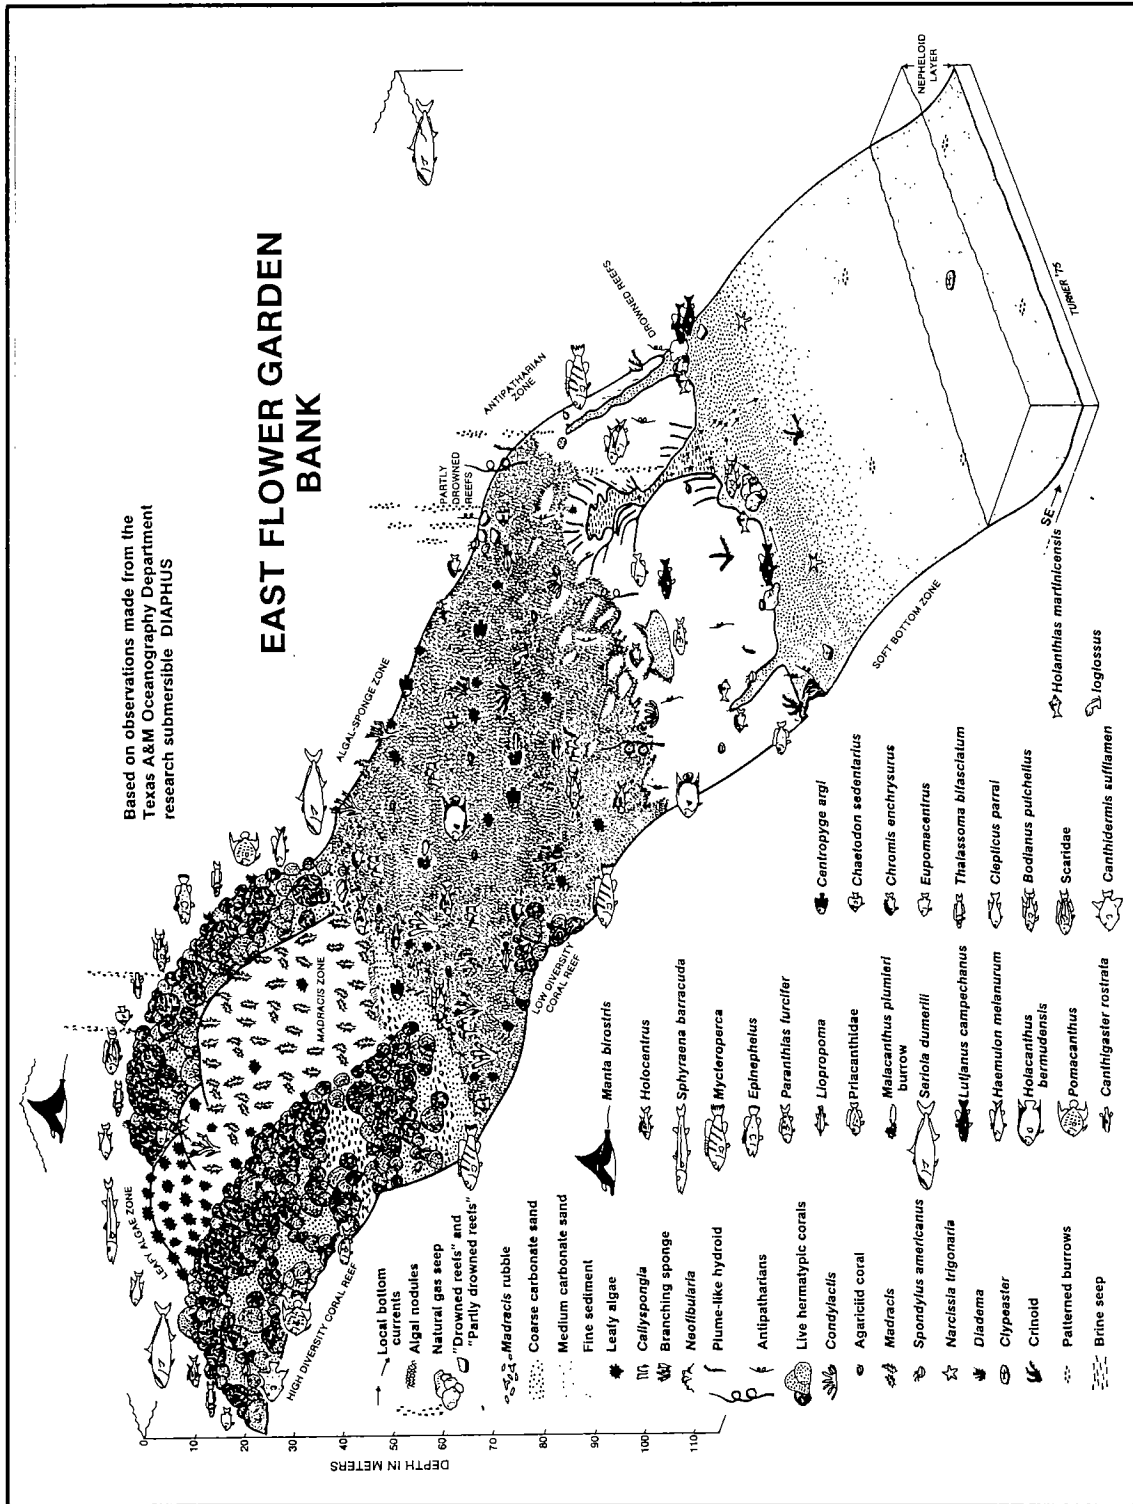 EAST FLOWER GARDEN
BANK
Based on observations made from the
Texas A&M Oceanography Department
research submersible DIAPHUS
LEAFY ALGAE ZONE
HIGH DIVERSITY CORAL REEF
MADRACIS ZONE
LOW DIVERSITY
CORAL REEF
ALGAL-SPONGE ZONE
PARTLY
DROWNED
REEFS
ANTIPATHARIAN
ZONE
DROWNED REEFS
SOFT BOTTOM ZONE
NEPHELOID
LAYER
SE
TURNER '75
DEPTH IN METERS
0
10
20
30
40
50
60
70
80
90
100
110
Local bottom
currents
Algal nodules
Natural gas seep
"Drowned reefs" and
"Partly drowned reefs"
Madracis rubble
Coarse carbonate sand
Medium carbonate sand
Fine sediment
Leafy algae
Callyspongia
Branching sponge
Neofibularia
Plume-like hydroid
Antipatharians
Live hermatypic corals
Condylactis
Agariciid coral
Madracis
Spondylus americanus
Narcissia trigonaria
Diadema
Clypeaster
Crinoid
Patterned burrows
Brine seep
Manta birostris
Holocentrus
Sphyraena barracuda
Mycteroperca
Epinephelus
Paranthias furcifer
Liopropoma
Priacanthidae
Malacanthus plumieri
burrow
Seriola dumerili
Lutjanus campechanus
Haemulon melanurum
Holacanthus
bermudensis
Pomacanthus
Canthigaster rostrata
Centropyge argi
Chaetodon sedentarius
Chromis enchrysurus
Eupomacentrus
Thalassoma bifasciatum
Clepticus parrai
Bodianus pulchellus
Scaridae
Canthidermis sufflamen
Holanthias martinicensis
Ioglossus